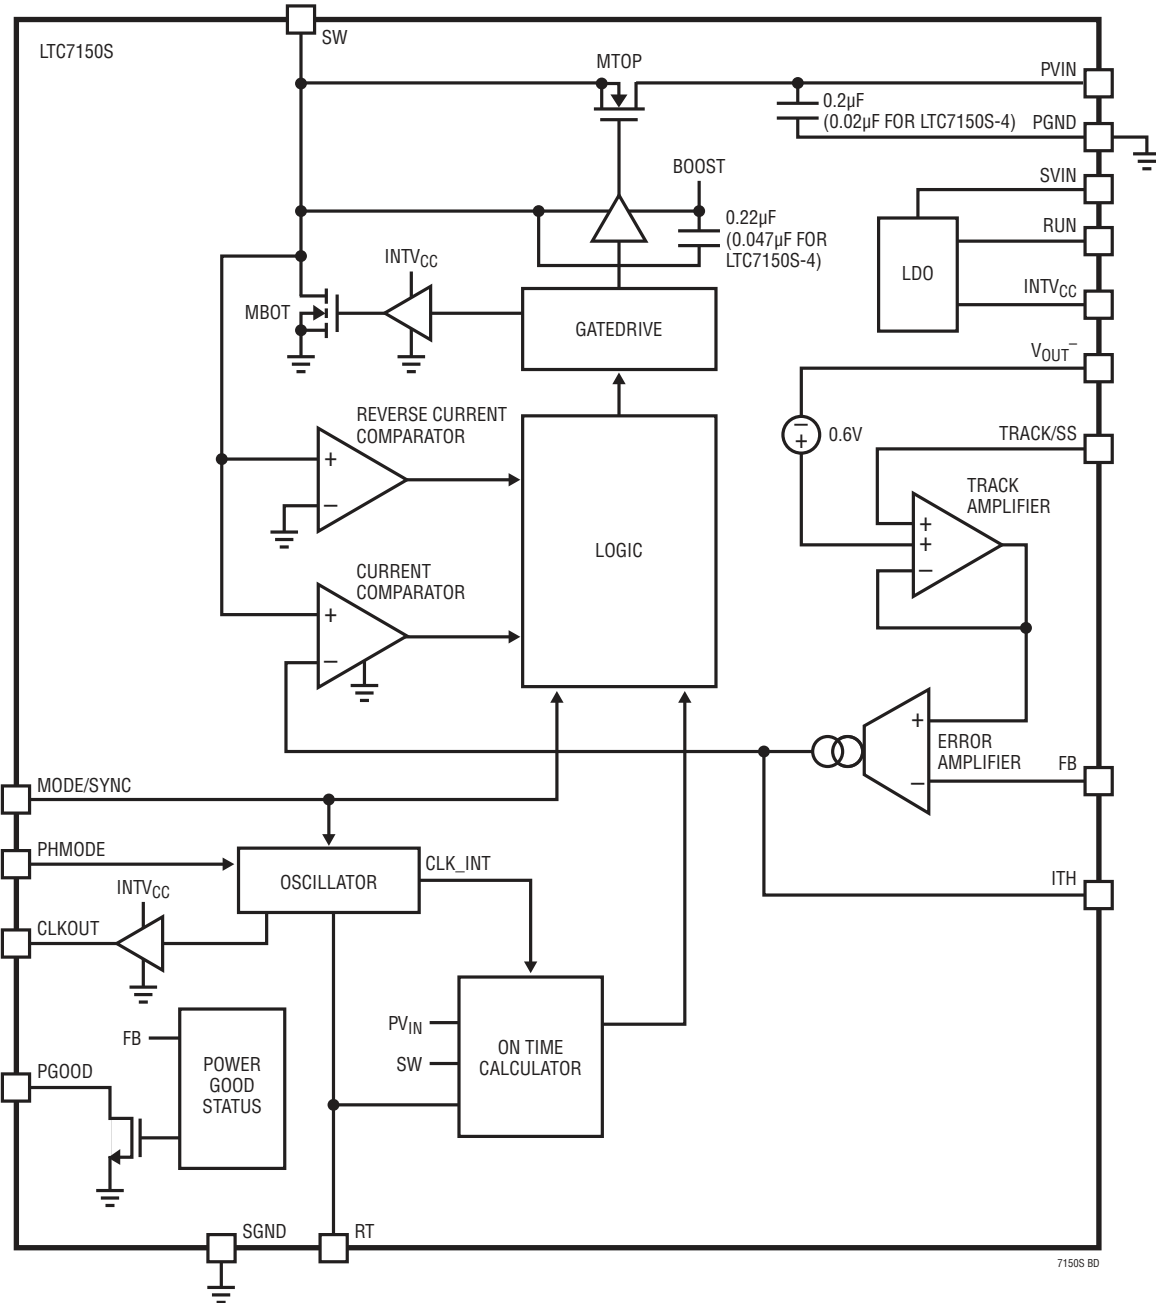 SW
LTC7150S
MTOP
PVIN
0.2µF
(0.02µF FOR LTC7150S-4)
PGND
BOOST
SVIN
0.22µF
(0.047µF FOR
LTC7150S-4)
RUN
LDO
INTVCC
INTVCC
MBOT
GATEDRIVE
VOUT–
REVERSE CURRENT
COMPARATOR
+
–
–
+
0.6V
TRACK/SS
TRACK
AMPLIFIER
+
+
–
LOGIC
CURRENT
COMPARATOR
+
–
+
–
ERROR
AMPLIFIER
FB
MODE/SYNC
PHMODE
OSCILLATOR
CLK_INT
ITH
INTVCC
CLKOUT
PVIN
SW
ON TIME
CALCULATOR
FB
POWER
GOOD
STATUS
PGOOD
SGND
RT
7150S BD